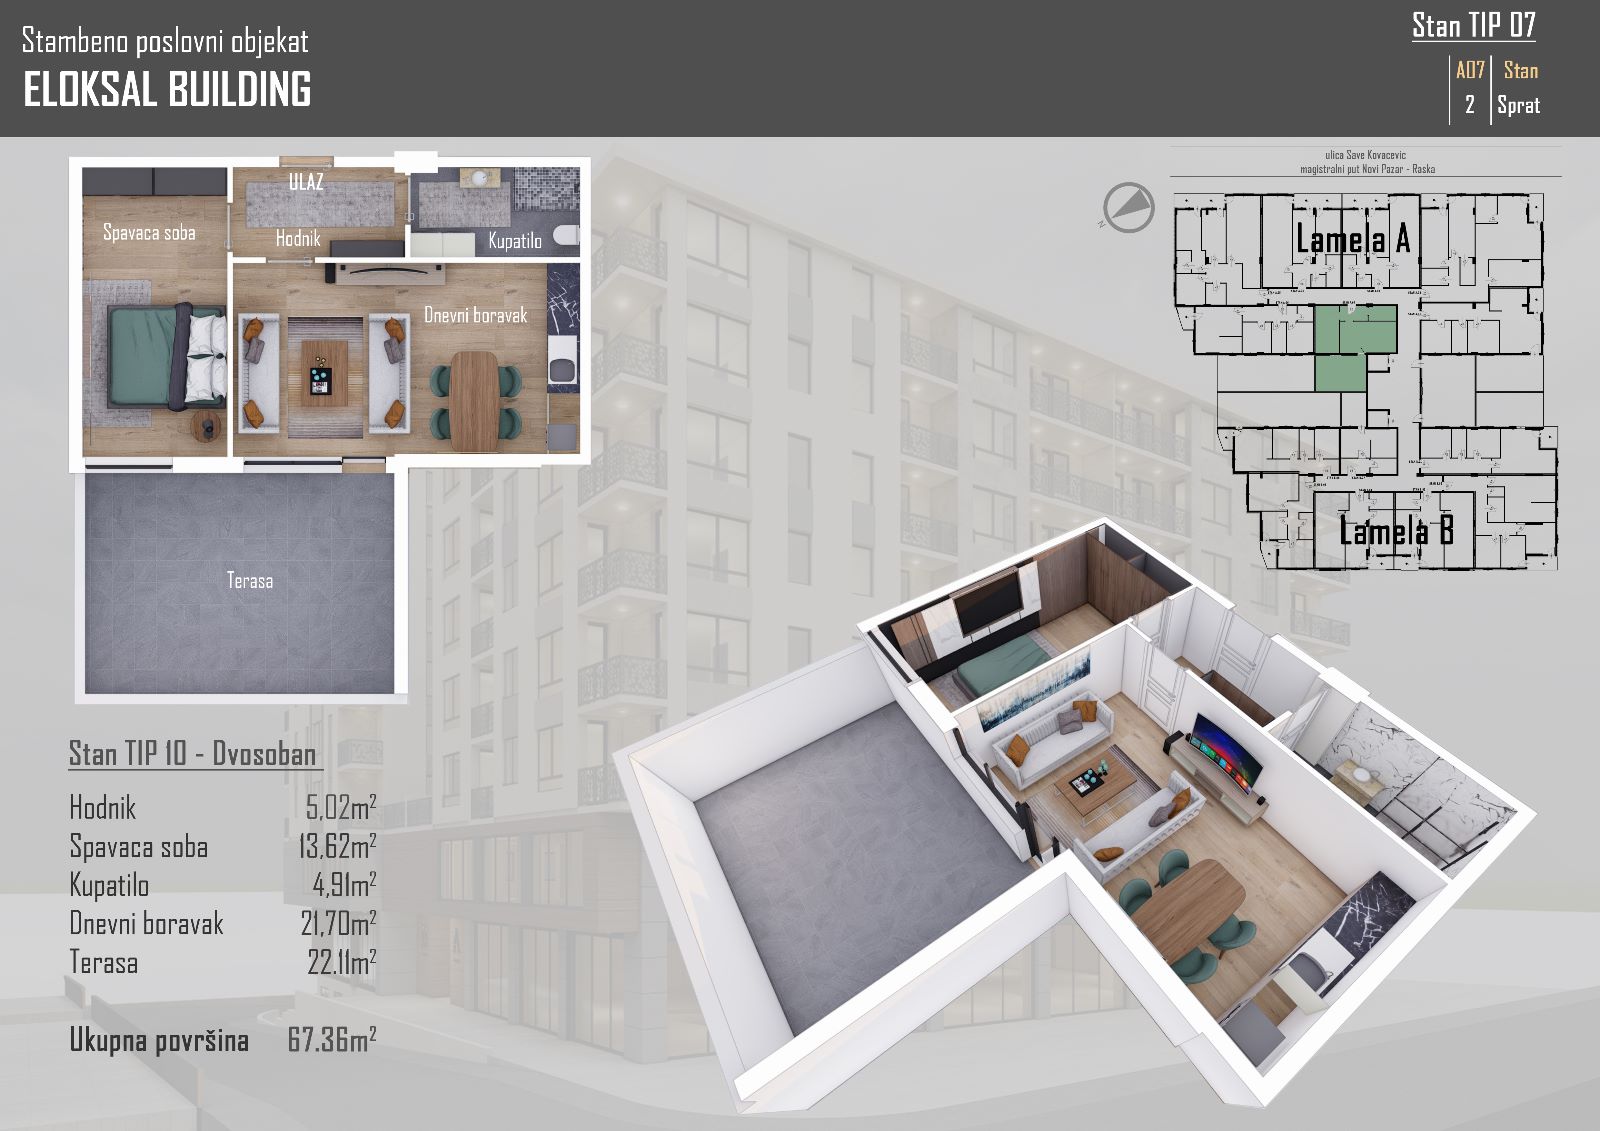 Stambeno poslovni objekat
ELOKSAL BUILDING
Stan TIP 07
A07 Stan
2 Sprat
ulica Save Kovacevic
magistralni put Novi Pazar - Raska
N
Lamela A
Lamela B
ULAZ
Spavaca soba
Hodnik
Kupatilo
Dnevni boravak
Terasa
Stan TIP 10 - Dvosoban
Hodnik 5,02m²
Spavaca soba 13,62m²
Kupatilo 4,91m²
Dnevni boravak 21,70m²
Terasa 22.11m²
Ukupna površina 67.36m²